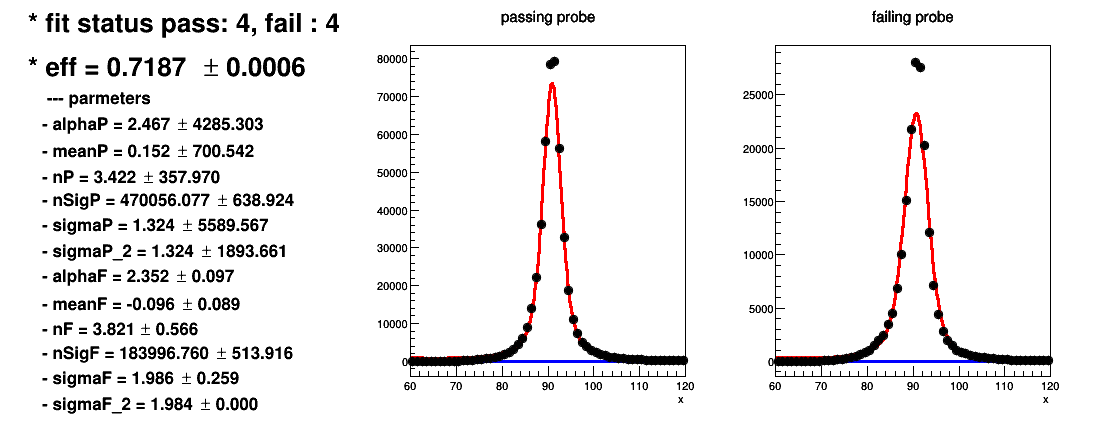 * fit status pass: 4, fail : 4
* eff = 0.7187 ± 0.0006
--- parmeters
- alphaP = 2.467 ± 4285.303
- meanP = 0.152 ± 700.542
- nP = 3.422 ± 357.970
- nSigP = 470056.077 ± 638.924
- sigmaP = 1.324 ± 5589.567
- sigmaP_2 = 1.324 ± 1893.661
- alphaF = 2.352 ± 0.097
- meanF = -0.096 ± 0.089
- nF = 3.821 ± 0.566
- nSigF = 183996.760 ± 513.916
- sigmaF = 1.986 ± 0.259
- sigmaF_2 = 1.984 ± 0.000
passing probe
80000
70000
60000
50000
40000
30000
20000
10000
0
60 70 80 90 100 110 120
x
failing probe
25000
20000
15000
10000
5000
0
60 70 80 90 100 110 120
x